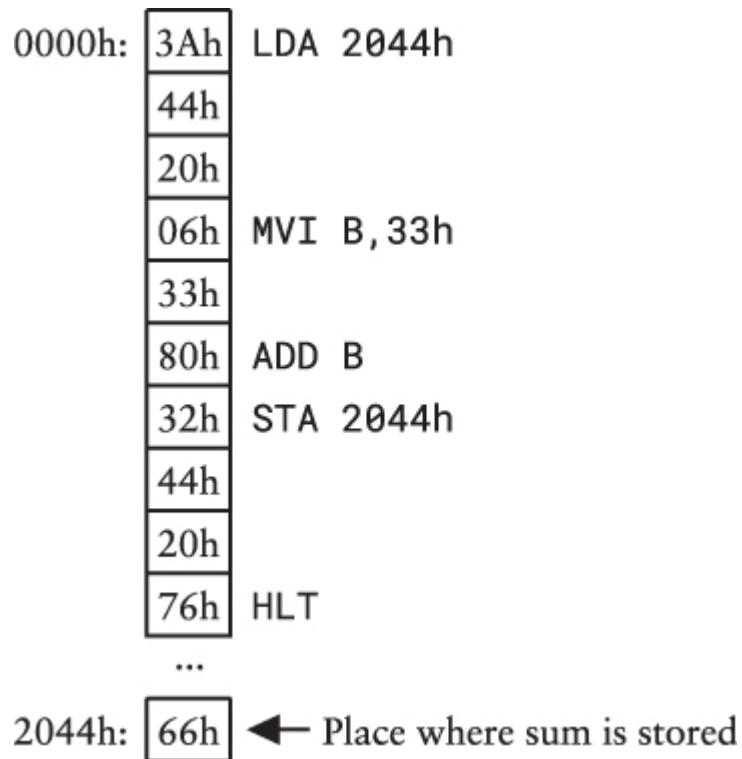 0000h: 3Ah LDA 2044h
44h
20h
06h MVI B,33h
33h
80h ADD B
32h STA 2044h
44h
20h
76h HLT
...
2044h: 66h Place where sum is stored